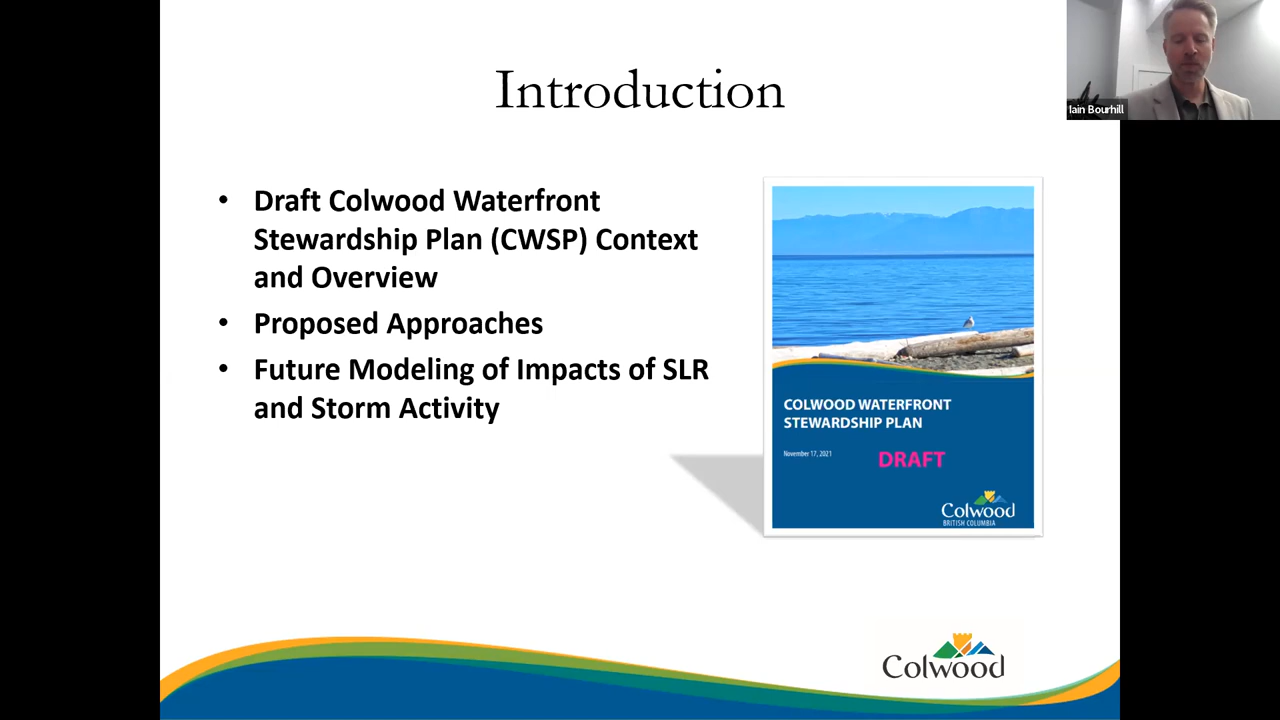 Introduction
Iain Bourhill
• Draft Colwood Waterfront
Stewardship Plan (CWSP) Context
and Overview
• Proposed Approaches
• Future Modeling of Impacts of SLR
and Storm Activity
COLWOOD WATERFRONT
STEWARDSHIP PLAN
November 17, 2021
DRAFT
Colwood
BRITISH COLUMBIA
Colwood